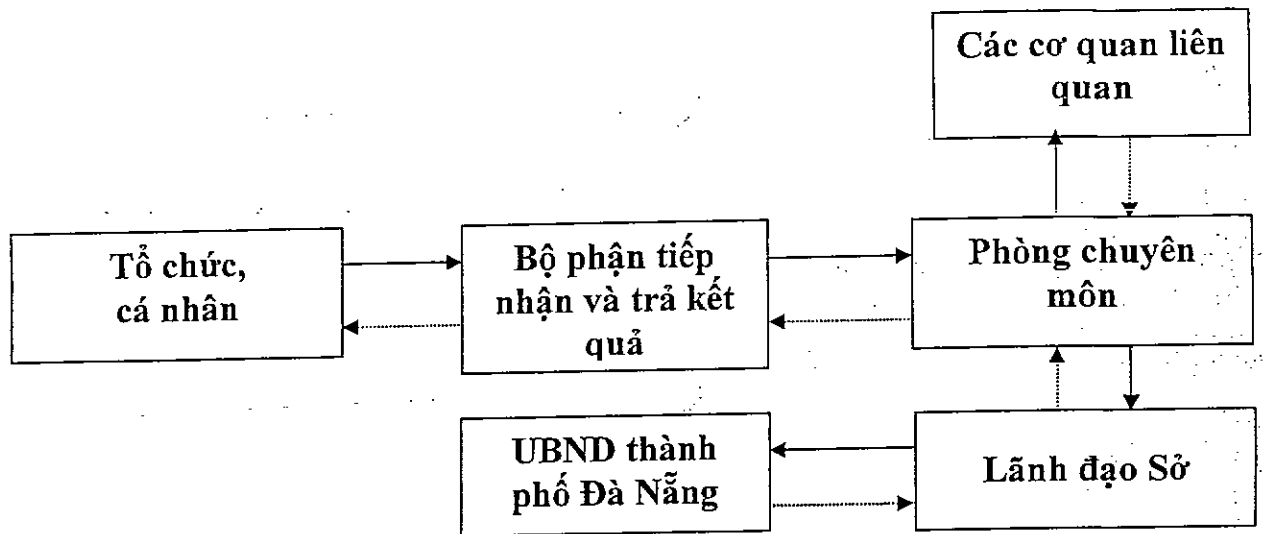 Các cơ quan liên
quan
Tổ chức,
cá nhân
Bộ phận tiếp
nhận và trả kết
quả
Phòng chuyên
môn
UBND thành
phố Đà Nẵng
Lãnh đạo Sở